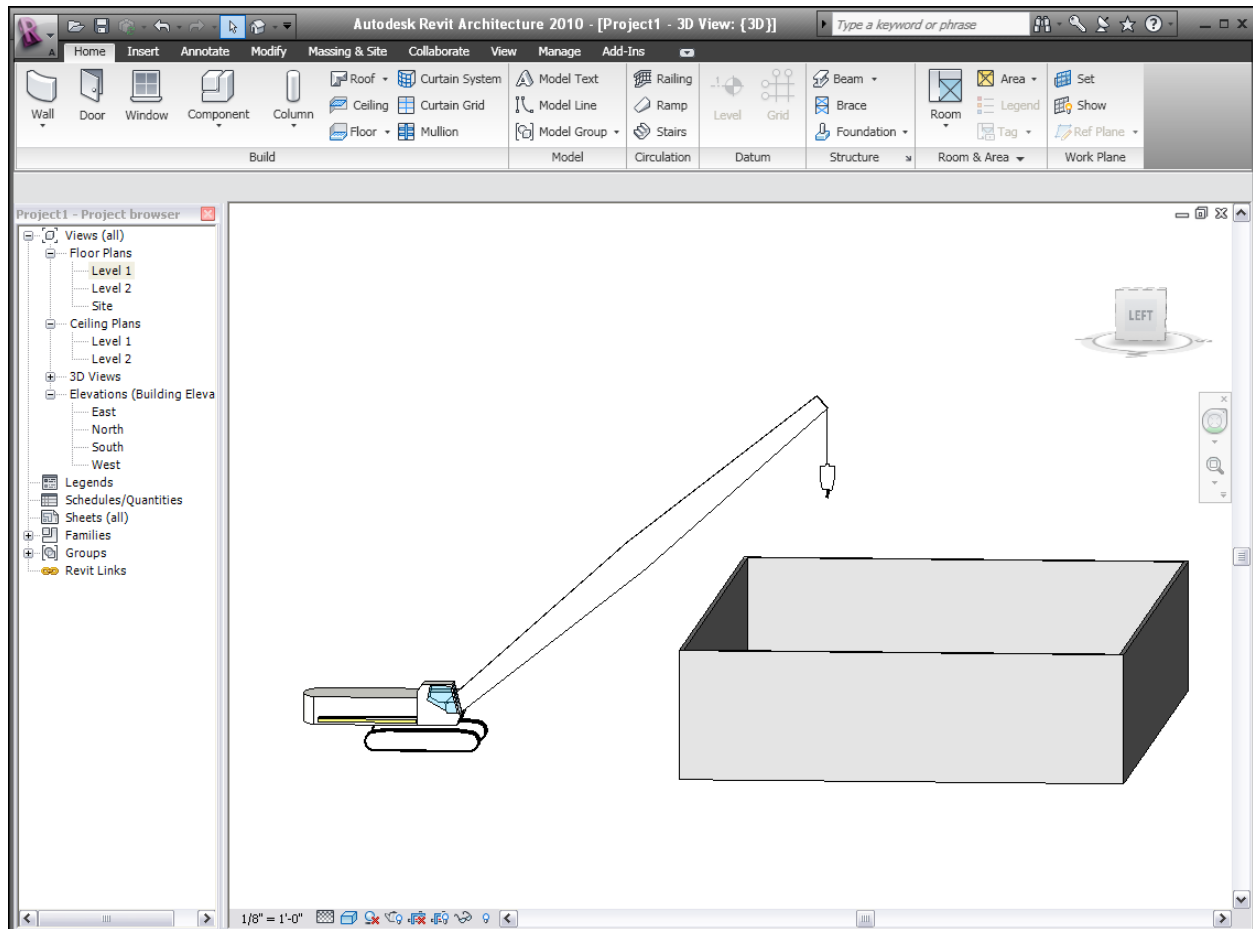 Autodesk Revit Architecture 2010 - [Project1 - 3D View: {3D}] Type a keyword or phrase
A Home Insert Annotate Modify Massing & Site Collaborate View Manage Add-Ins
Wall Door Window Component Column
Roof Curtain System
Ceiling Curtain Grid
Floor Mullion
Model Text
Model Line
Model Group
Railing
Ramp
Stairs
Level Grid
Beam
Brace
Foundation
Room
Area
Legend
Tag
Set
Show
Ref Plane
Build Model Circulation Datum Structure Room & Area Work Plane
Project1 - Project browser
Views (all)
Floor Plans
Level 1
Level 2
Site
Ceiling Plans
Level 1
Level 2
3D Views
Elevations (Building Eleva
East
North
South
West
Legends
Schedules/Quantities
Sheets (all)
Families
Groups
Revit Links
LEFT
1/8" = 1'-0"